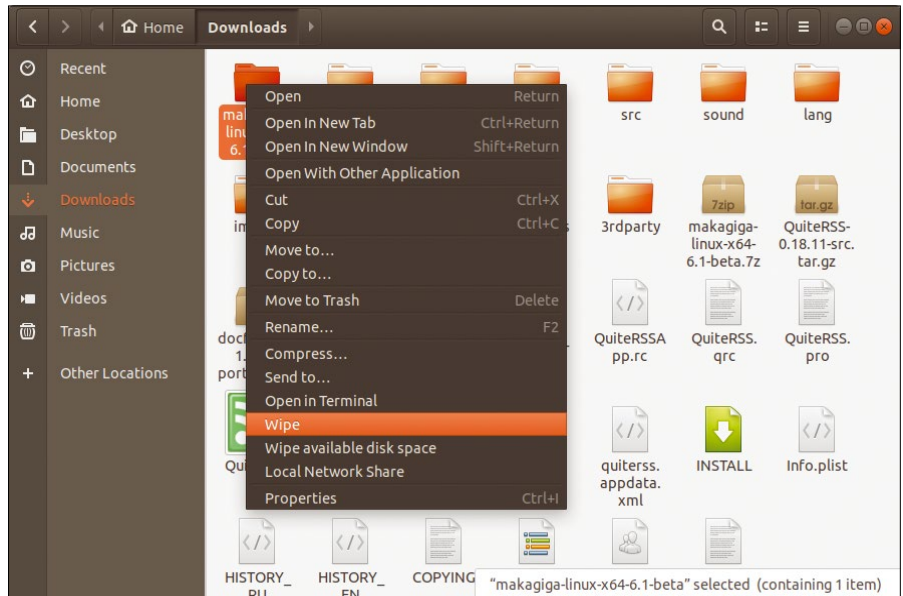 Home Downloads
Recent
Home
Desktop
Documents
Downloads
Music
Pictures
Videos
Trash
Other Locations
Open Return
Open In New Tab Ctrl+Return
Open In New Window Shift+Return
Open With Other Application
Cut Ctrl+X
Copy Ctrl+C
Move to…
Copy to…
Move to Trash Delete
Rename… F2
Compress…
Send to…
Open in Terminal
Wipe
Wipe available disk space
Local Network Share
Properties Ctrl+I
src
sound
lang
3rdparty
7zip
makagiga-
linux-x64-
6.1-beta.7z
tar.gz
QuiteRSS-
0.18.11-src.
tar.gz
QuiteRSSA
pp.rc
QuiteRSS.
qrc
QuiteRSS.
pro
quiterss.
appdata.
xml
INSTALL
Info.plist
HISTORY_
HISTORY_
COPYING
"makagiga-linux-x64-6.1-beta" selected (containing 1 item)